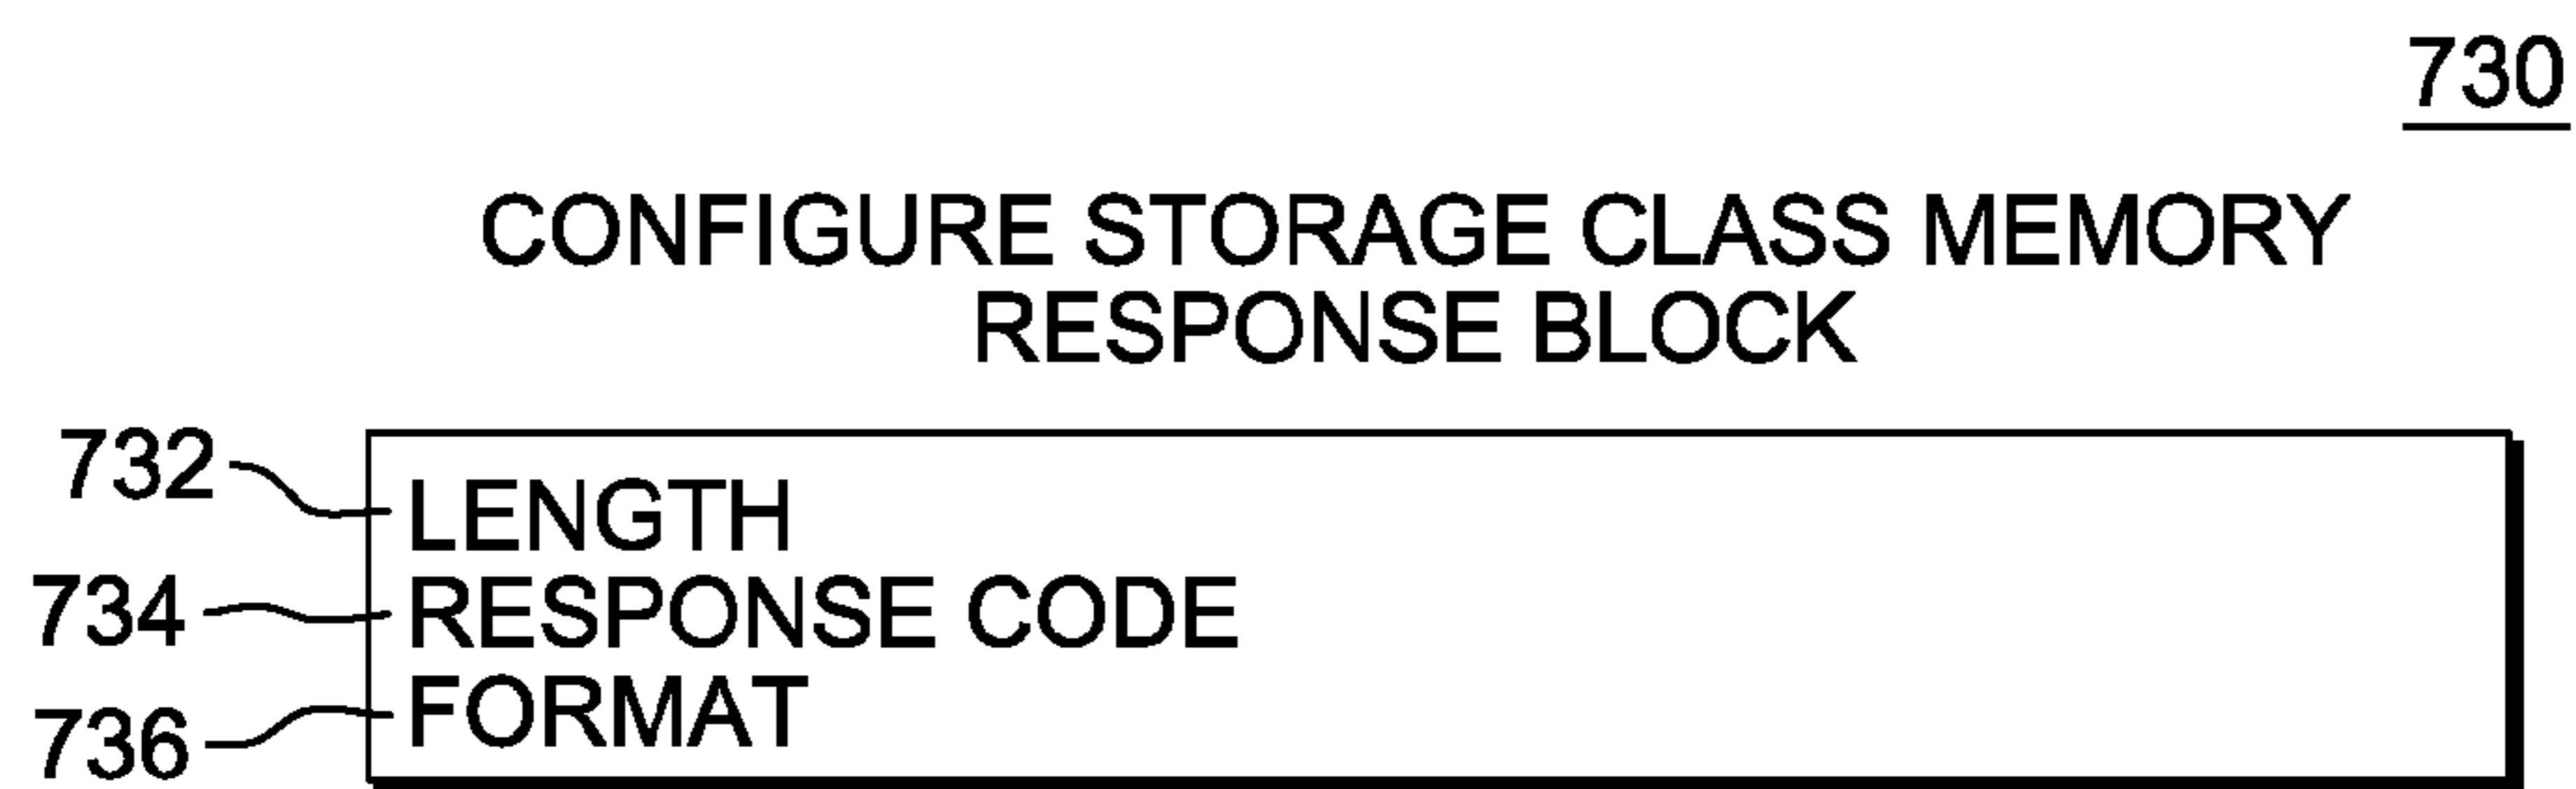 730
CONFIGURE STORAGE CLASS MEMORY
RESPONSE BLOCK
732 LENGTH
734 RESPONSE CODE
736 FORMAT